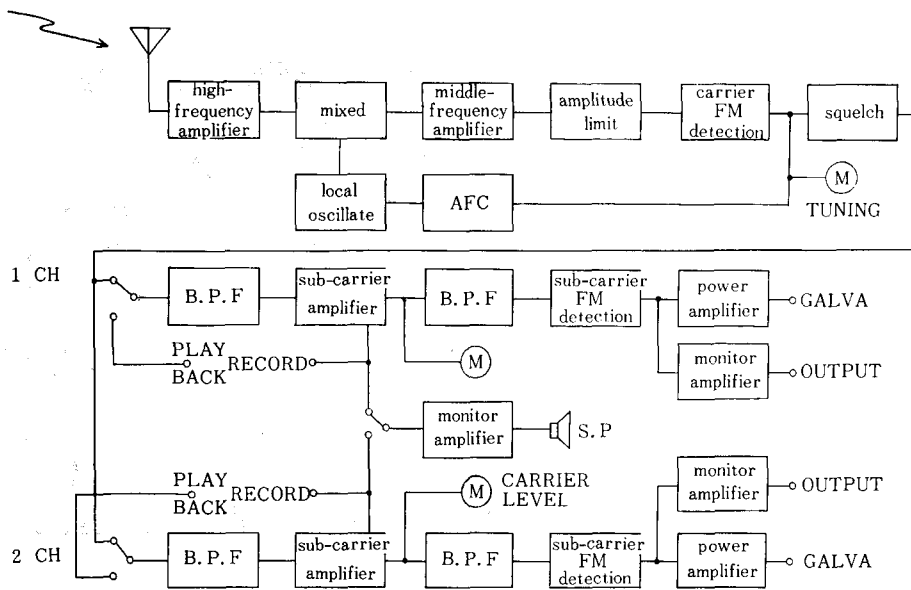 high-
frequency
amplifier
mixed
middle-
frequency
amplifier
amplitude
limit
carrier
FM
detection
squelch
local
oscillate
AFC
M
TUNING
1 CH
B.P.F
sub-carrier
amplifier
B.P.F
sub-carrier
FM
detection
power
amplifier
GALVA
PLAY
BACK
RECORD
M
monitor
amplifier
OUTPUT
monitor
amplifier
S.P
PLAY
BACK
RECORD
M
CARRIER
LEVEL
monitor
amplifier
OUTPUT
2 CH
B.P.F
sub-carrier
amplifier
B.P.F
sub-carrier
FM
detection
power
amplifier
GALVA